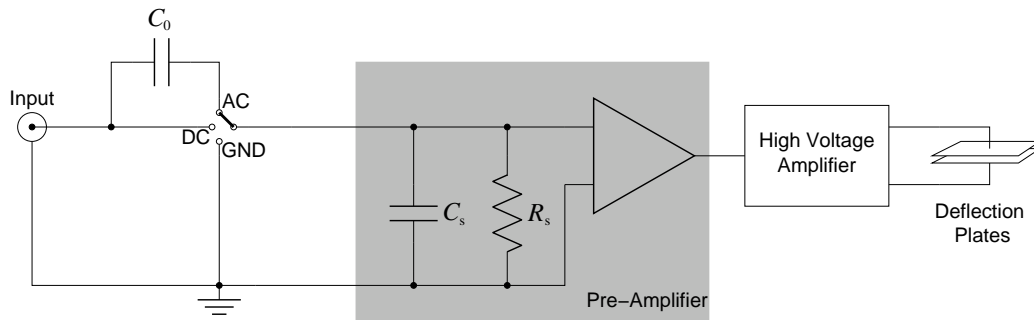 C0
Input
AC
DC
GND
Cs
Rs
Pre−Amplifier
High Voltage
Amplifier
Deflection
Plates